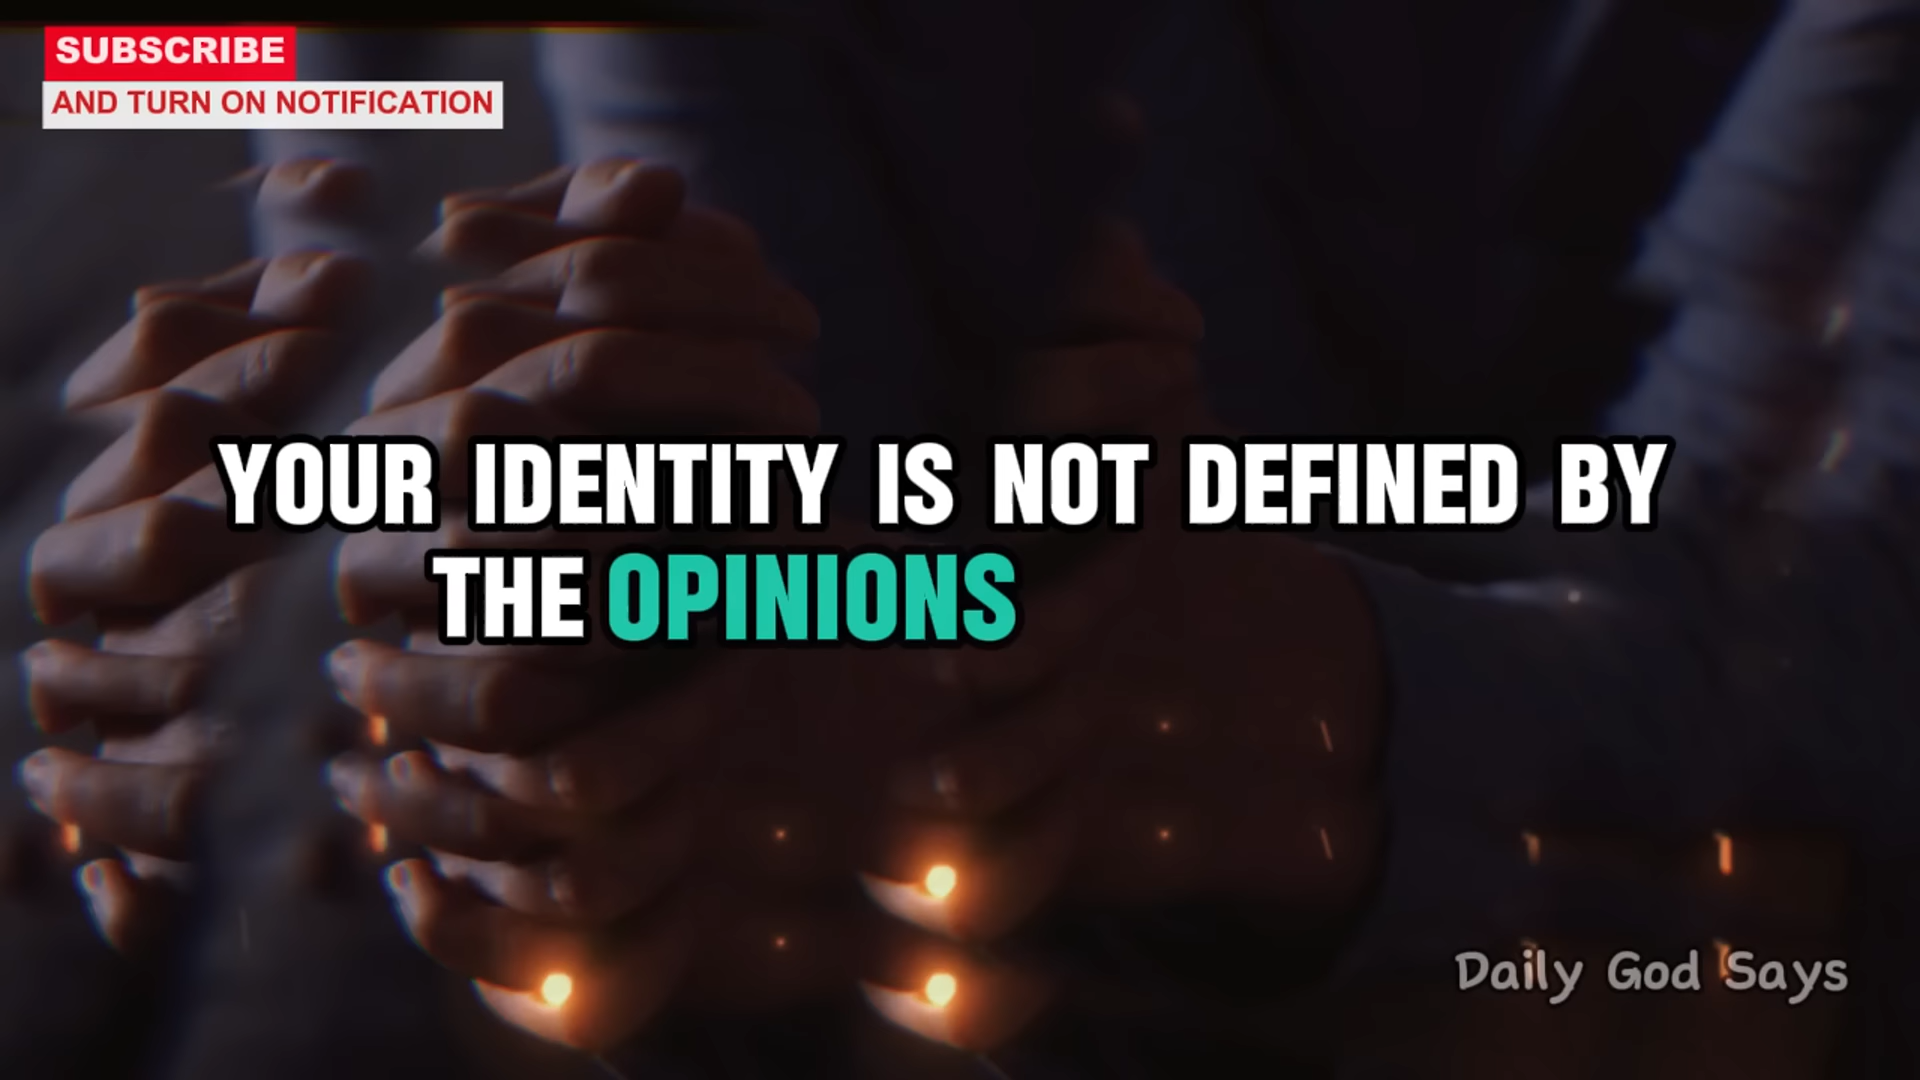 SUBSCRIBE
AND TURN ON NOTIFICATION
YOUR IDENTITY IS NOT DEFINED BY
THE OPINIONS
Daily God Says